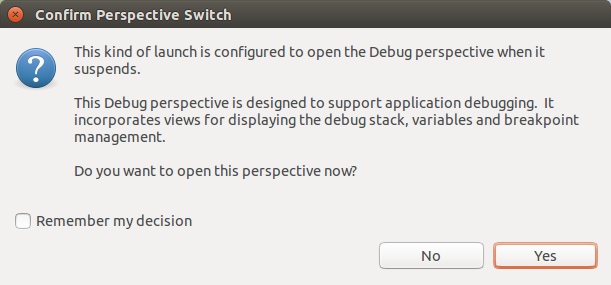 Confirm Perspective Switch
This kind of launch is configured to open the Debug perspective when it
suspends.
This Debug perspective is designed to support application debugging.  It
incorporates views for displaying the debug stack, variables and breakpoint
management.
Do you want to open this perspective now?
Remember my decision
No
Yes